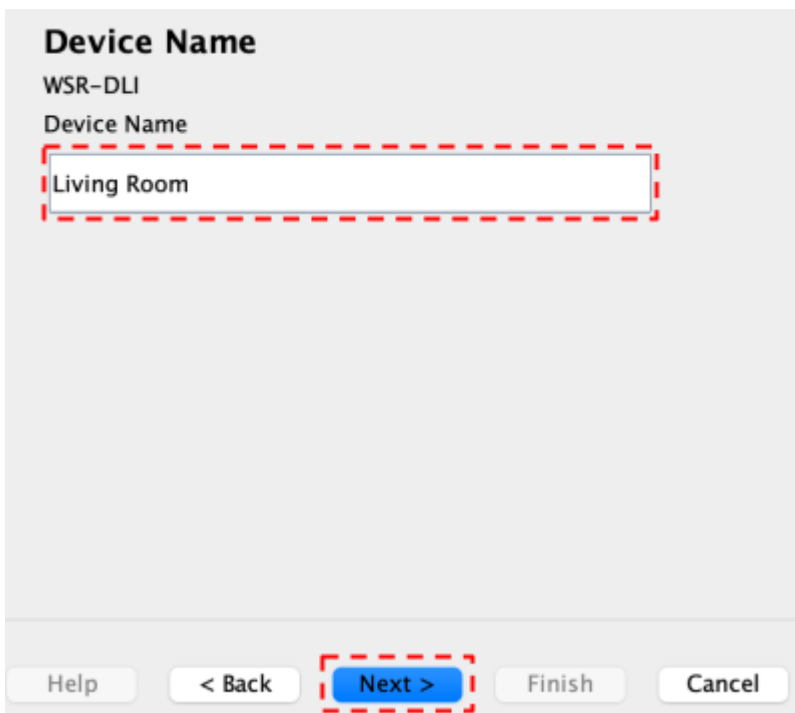 Device Name
WSR-DLI
Device Name
Living Room
Help < Back Next > Finish Cancel